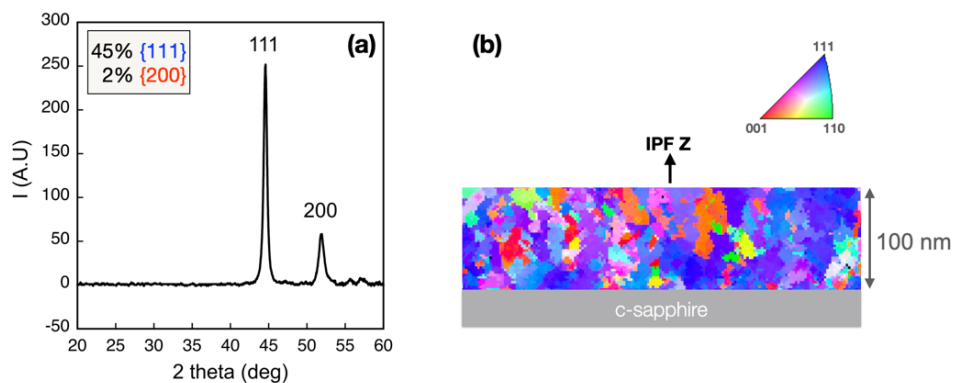 (a)
45% {111}
2% {200}
111
200
300
250
200
150
100
50
0
-50
I (A.U)
20 25 30 35 40 45 50 55 60
2 theta (deg)
(b)
111
001
110
IPF Z
100 nm
c-sapphire